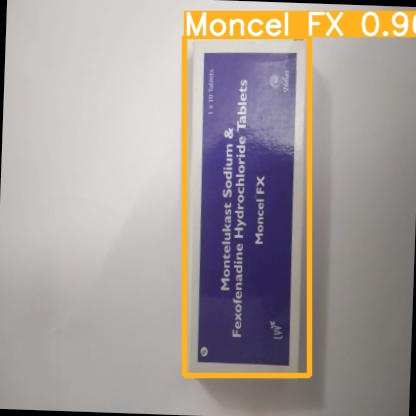 Moncel FX 0.90
1 x 10 Tablets
Montelukast Sodium &
Fexofenadine Hydrochloride Tablets
Moncel FX